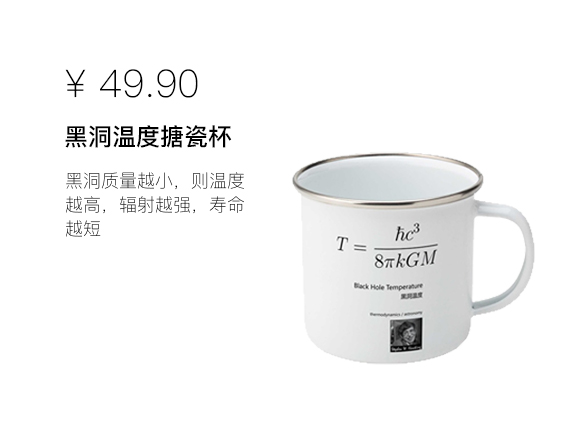 ¥ 49.90
黑洞温度搪瓷杯
黑洞质量越小，则温度
越高，辐射越强，寿命
越短
T = ħc³ / 8πkGM
Black Hole Temperature
黑洞温度
thermodynamics / astronomy
Stephen W. Hawking